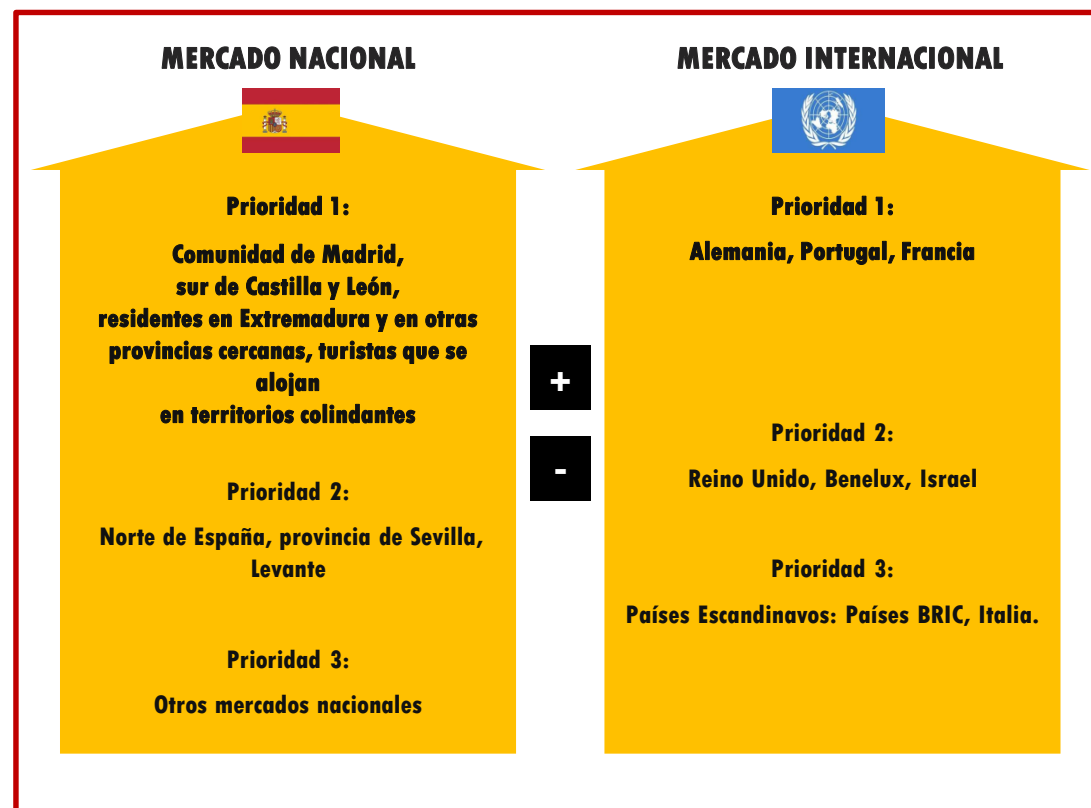 MERCADO NACIONAL
Prioridad 1:
Comunidad de Madrid,
sur de Castilla y León,
residentes en Extremadura y en otras
provincias cercanas, turistas que se
alojan
en territorios colindantes
Prioridad 2:
Norte de España, provincia de Sevilla,
Levante
Prioridad 3:
Otros mercados nacionales
+
-
MERCADO INTERNACIONAL
Prioridad 1:
Alemania, Portugal, Francia
Prioridad 2:
Reino Unido, Benelux, Israel
Prioridad 3:
Países Escandinavos: Países BRIC, Italia.